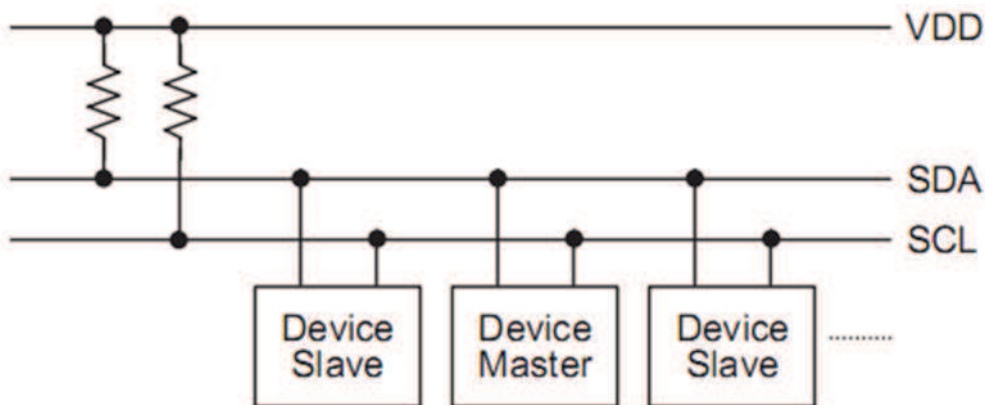 VDD
SDA
SCL
Device
Slave
Device
Master
Device
Slave